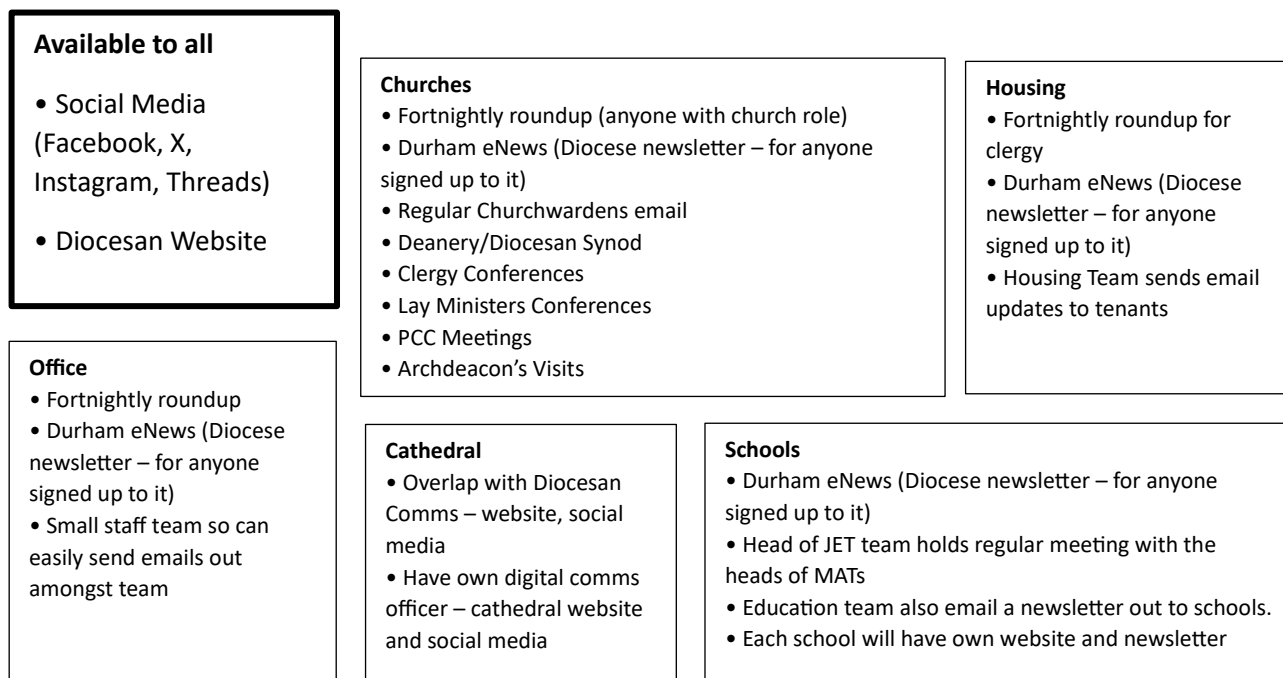 Available to all
• Social Media
(Facebook, X,
Instagram, Threads)
• Diocesan Website
Churches
• Fortnightly roundup (anyone with church role)
• Durham eNews (Diocese newsletter – for anyone
signed up to it)
• Regular Churchwardens email
• Deanery/Diocesan Synod
• Clergy Conferences
• Lay Ministers Conferences
• PCC Meetings
• Archdeacon’s Visits
Housing
• Fortnightly roundup for
clergy
• Durham eNews (Diocese
newsletter – for anyone
signed up to it)
• Housing Team sends email
updates to tenants
Office
• Fortnightly roundup
• Durham eNews (Diocese
newsletter – for anyone
signed up to it)
• Small staff team so can
easily send emails out
amongst team
Cathedral
• Overlap with Diocesan
Comms – website, social
media
• Have own digital comms
officer – cathedral website
and social media
Schools
• Durham eNews (Diocese newsletter – for anyone
signed up to it)
• Head of JET team holds regular meeting with the
heads of MATs
• Education team also email a newsletter out to schools.
• Each school will have own website and newsletter